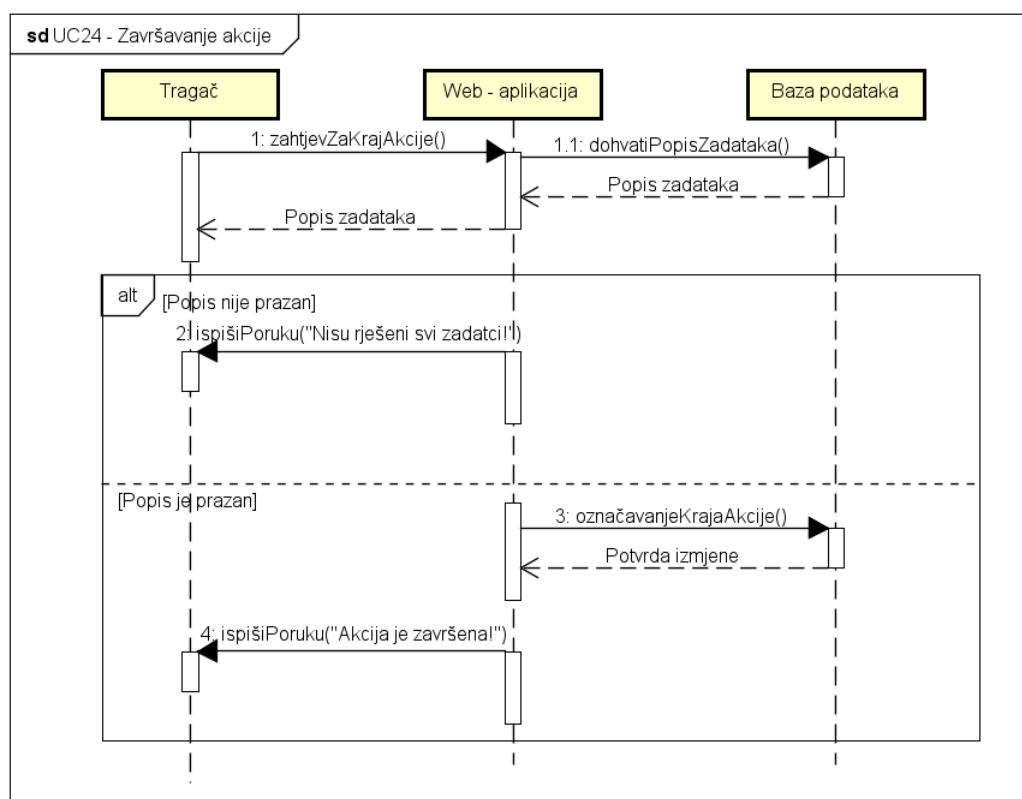 sd UC24 - Završavanje akcije
Tragač
Web - aplikacija
Baza podataka
1: zahtjevZaKrajAkcije()
1.1: dohvatiPopisZadataka()
Popis zadataka
Popis zadataka
alt
[Popis nije prazan]
2: ispišiPoruku("Nisu rješeni svi zadatci!")
[Popis je prazan]
3: označavanjeKrajaAkcije()
Potvrda izmjene
4: ispišiPoruku("Akcija je završena!")